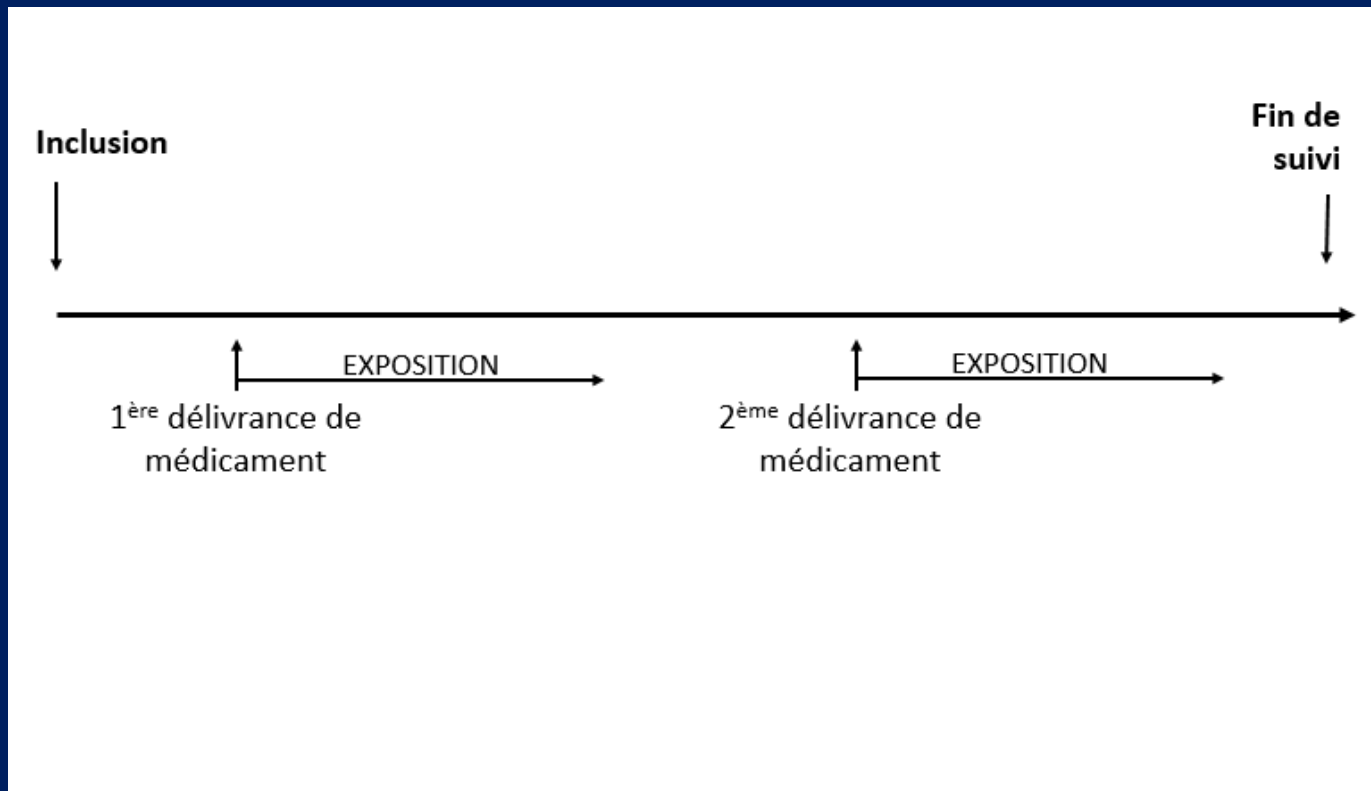 Inclusion
Fin de
suivi
EXPOSITION
EXPOSITION
1ère délivrance de
médicament
2ème délivrance de
médicament